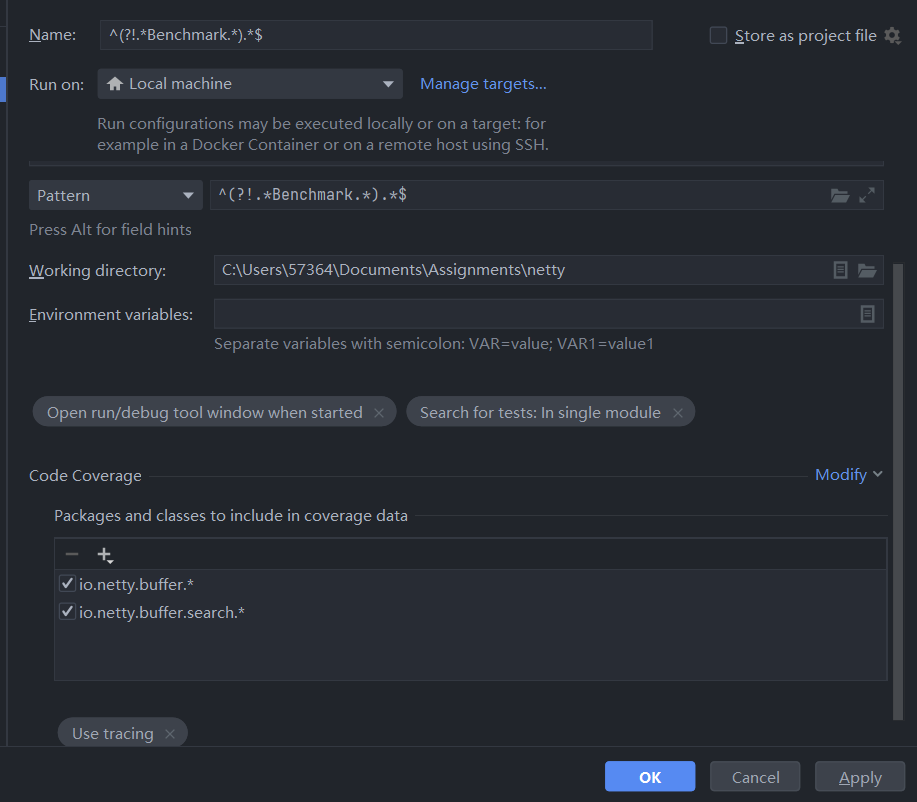 Name: ^(?!.*Benchmark.*).*$ Store as project file
Run on: Local machine Manage targets...
Run configurations may be executed locally or on a target: for
example in a Docker Container or on a remote host using SSH.
Pattern ^(?!.*Benchmark.*).*$
Press Alt for field hints
Working directory: C:\Users\57364\Documents\Assignments\netty
Environment variables:
Separate variables with semicolon: VAR=value; VAR1=value1
Open run/debug tool window when started × Search for tests: In single module ×
Code Coverage Modify
Packages and classes to include in coverage data
io.netty.buffer.*
io.netty.buffer.search.*
Use tracing ×
OK Cancel Apply